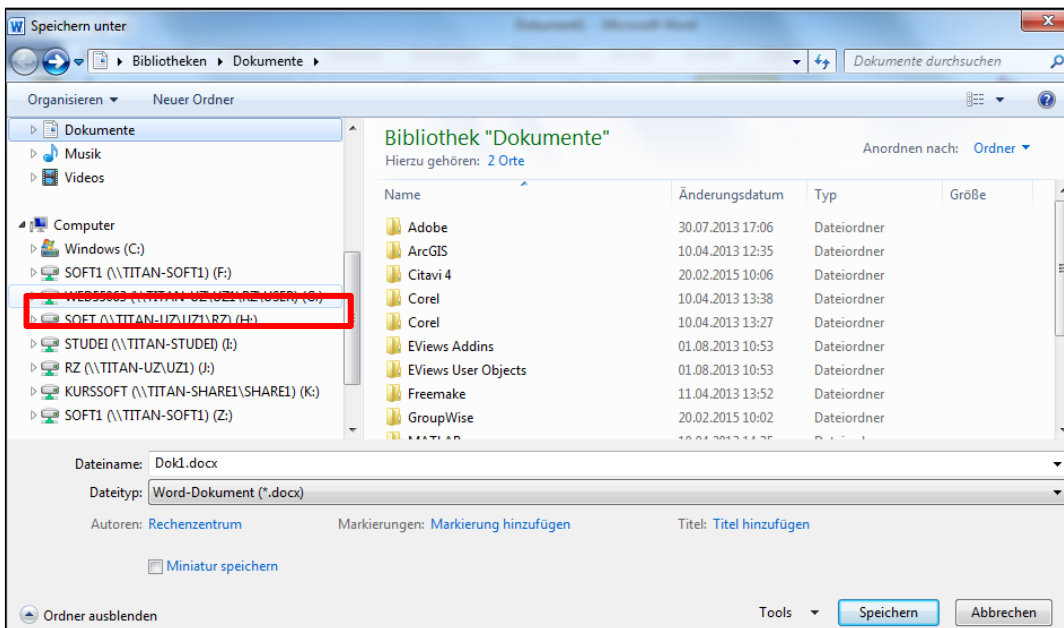 Speichern unter
Bibliotheken Dokumente
Dokumente durchsuchen
Organisieren Neuer Ordner
Dokumente
Musik
Videos
Computer
Windows (C:)
SOFT1 (\\TITAN-SOFT1) (F:)
SOFT (\\TITAN-UZ\UZ1\RZ) (H:)
STUDEI (\\TITAN-STUDEI) (I:)
RZ (\\TITAN-UZ\UZ1) (J:)
KURSSOFT (\\TITAN-SHARE1\SHARE1) (K:)
SOFT1 (\\TITAN-SOFT1) (Z:)
Bibliothek "Dokumente"
Hierzu gehören: 2 Orte
Anordnen nach: Ordner
Name Änderungsdatum Typ Größe
Adobe 30.07.2013 17:06 Dateiordner
ArcGIS 10.04.2013 12:35 Dateiordner
Citavi 4 20.02.2015 10:06 Dateiordner
Corel 10.04.2013 13:38 Dateiordner
Corel 10.04.2013 13:27 Dateiordner
EViews Addins 01.08.2013 10:53 Dateiordner
EViews User Objects 01.08.2013 10:53 Dateiordner
Freemake 11.04.2013 13:52 Dateiordner
GroupWise 20.02.2015 10:02 Dateiordner
Dateiname: Dok1.docx
Dateityp: Word-Dokument (*.docx)
Autoren: Rechenzentrum Markierungen: Markierung hinzufügen Titel: Titel hinzufügen
Miniatur speichern
Ordner ausblenden Tools Speichern Abbrechen